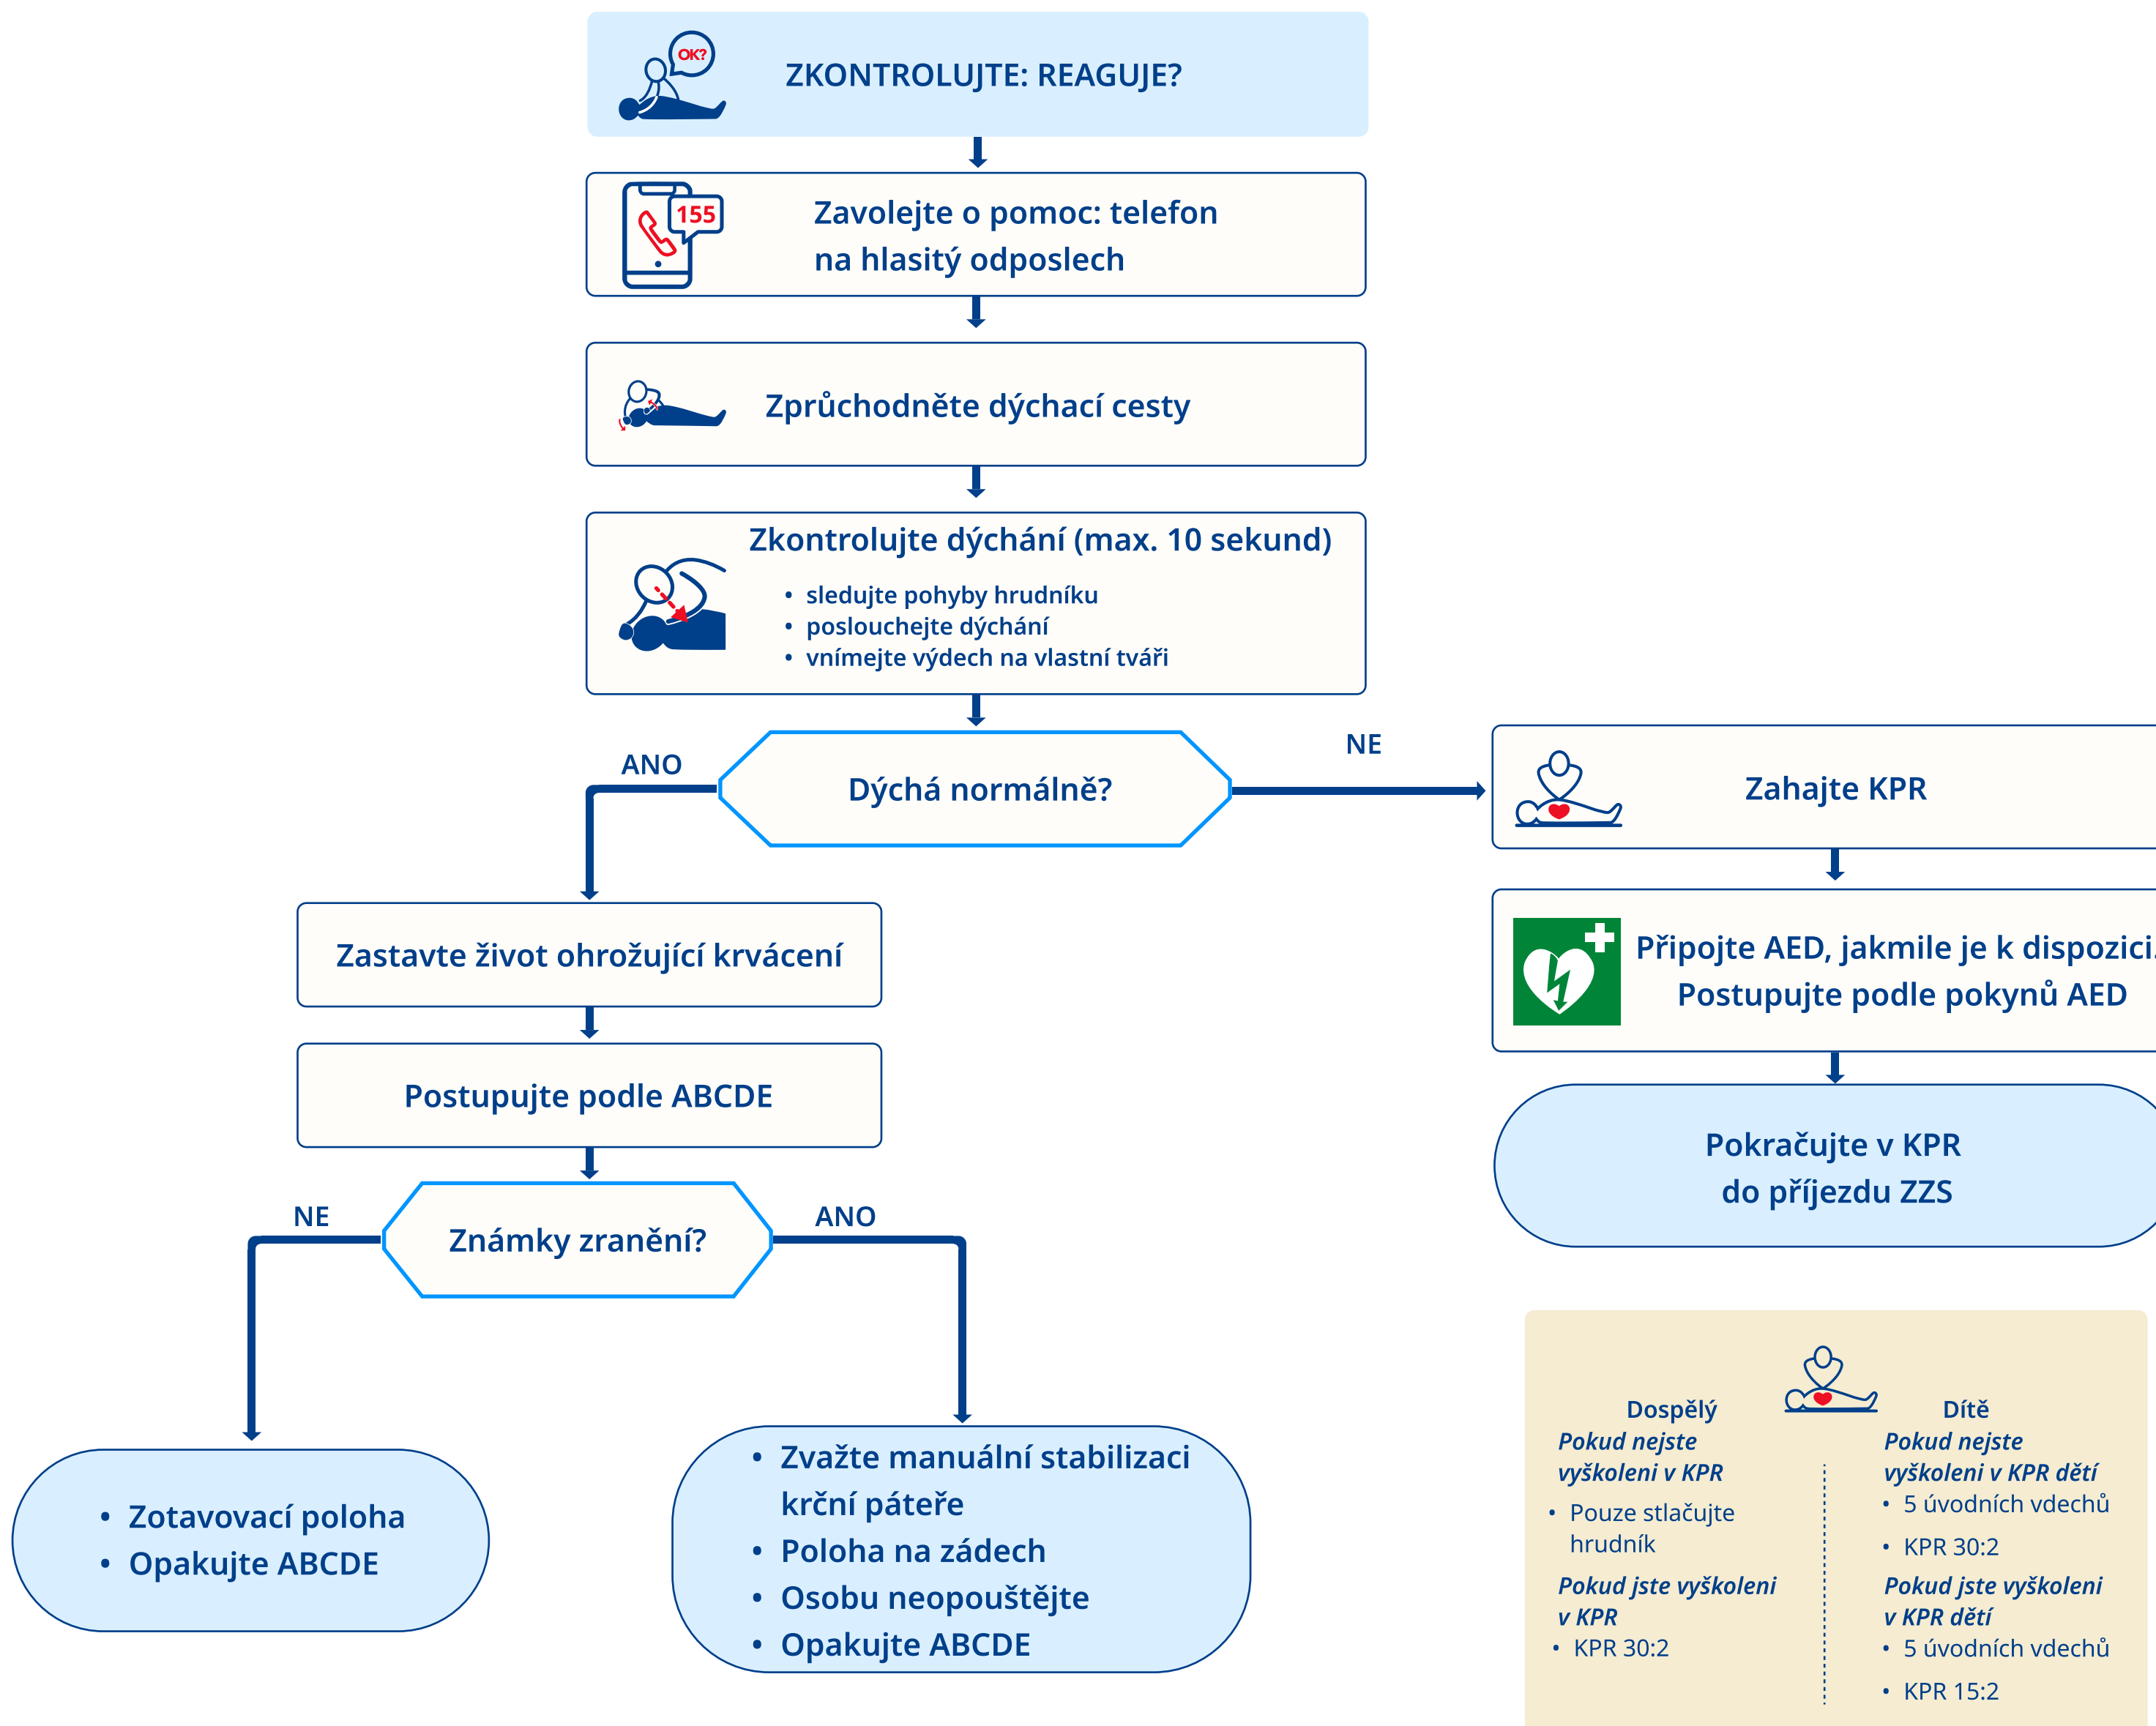 OK?
ZKONTROLUJTE: REAGUJE?
155
Zavolejte o pomoc: telefon
na hlasitý odposlech
Zprůchodněte dýchací cesty
Zkontrolujte dýchání (max. 10 sekund)
• sledujte pohyby hrudníku
• poslouchejte dýchání
• vnímejte výdech na vlastní tváři
Dýchá normálně?
ANO
NE
Zahajte KPR
Připojte AED, jakmile je k dispozici.
Postupujte podle pokynů AED
Pokračujte v KPR
do příjezdu ZZS
Zastavte život ohrožující krvácení
Postupujte podle ABCDE
Známky zranění?
NE
ANO
• Zotavovací poloha
• Opakujte ABCDE
• Zvažte manuální stabilizaci
krční páteře
• Poloha na zádech
• Osobu neopouštějte
• Opakujte ABCDE
Dospělý
Pokud nejste
vyškoleni v KPR
• Pouze stlačujte
hrudník
Pokud jste vyškoleni
v KPR
• KPR 30:2
Dítě
Pokud nejste
vyškoleni v KPR dětí
• 5 úvodních vdechů
• KPR 30:2
Pokud jste vyškoleni
v KPR dětí
• 5 úvodních vdechů
• KPR 15:2